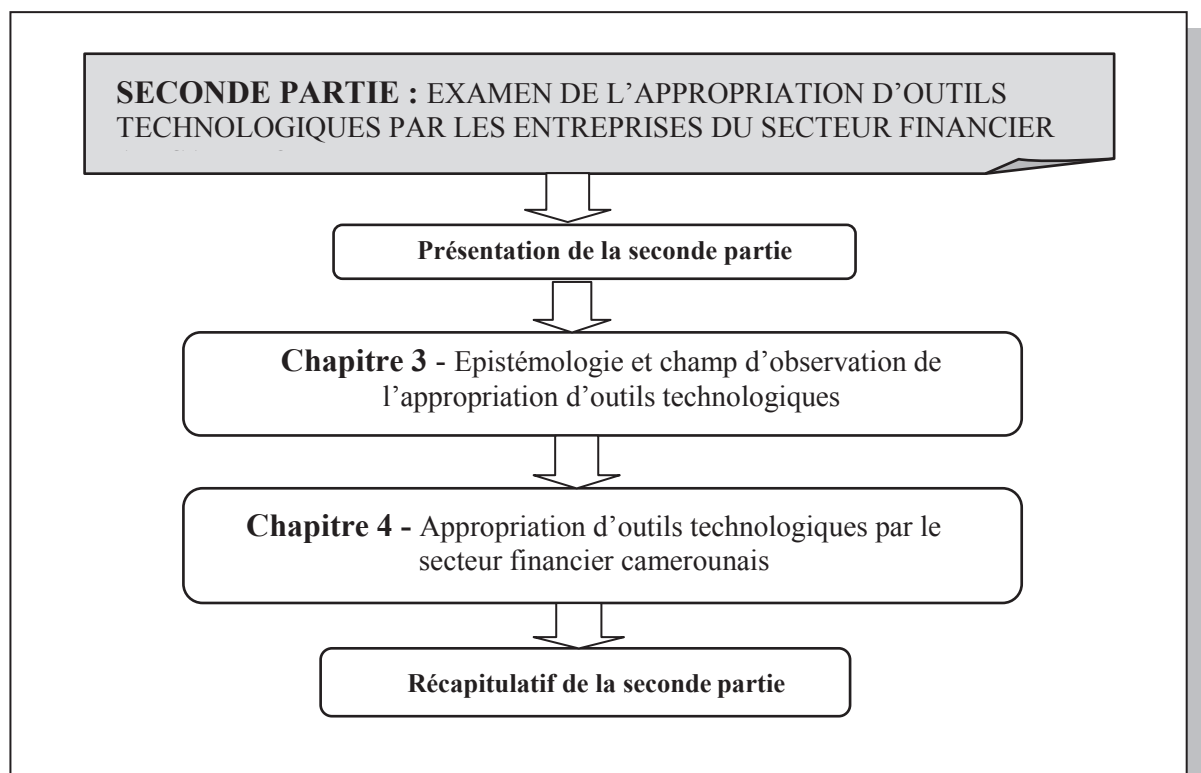 SECONDE PARTIE : EXAMEN DE L’APPROPRIATION D’OUTILS
TECHNOLOGIQUES PAR LES ENTREPRISES DU SECTEUR FINANCIER
Présentation de la seconde partie
Chapitre 3 - Epistémologie et champ d’observation de
l’appropriation d’outils technologiques
Chapitre 4 - Appropriation d’outils technologiques par le
secteur financier camerounais
Récapitulatif de la seconde partie